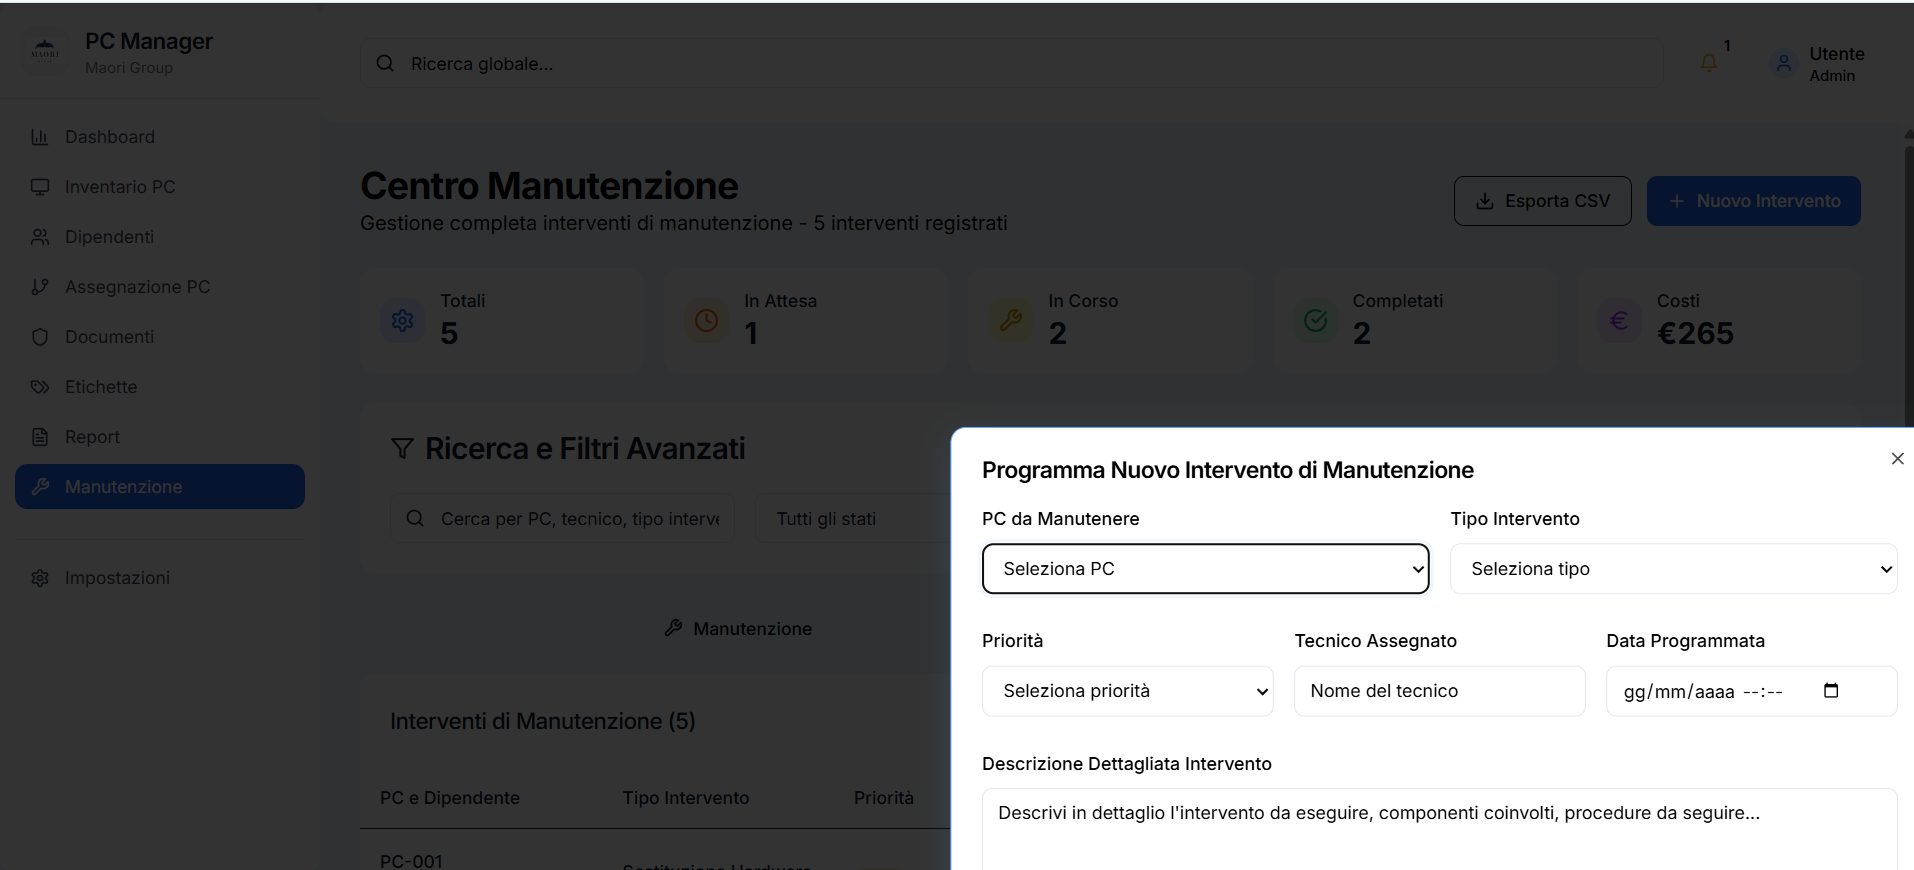 MAORI
PC Manager
Maori Group
Ricerca globale...
1
Utente
Admin
Dashboard
Inventario PC
Dipendenti
Assegnazione PC
Documenti
Etichette
Report
Manutenzione
Impostazioni
Centro Manutenzione
Gestione completa interventi di manutenzione - 5 interventi registrati
Esporta CSV
Nuovo Intervento
Totali
5
In Attesa
1
In Corso
2
Completati
2
Costi
€265
Ricerca e Filtri Avanzati
Cerca per PC, tecnico, tipo interve
Tutti gli stati
Manutenzione
Interventi di Manutenzione (5)
PC e Dipendente
Tipo Intervento
Priorità
PC-001
Sostituzione Hardware
Programma Nuovo Intervento di Manutenzione
PC da Manutenere
Tipo Intervento
Seleziona PC
Seleziona tipo
Priorità
Tecnico Assegnato
Data Programmata
Seleziona priorità
Nome del tecnico
gg/mm/aaaa --:--
Descrizione Dettagliata Intervento
Descrivi in dettaglio l'intervento da eseguire, componenti coinvolti, procedure da seguire...